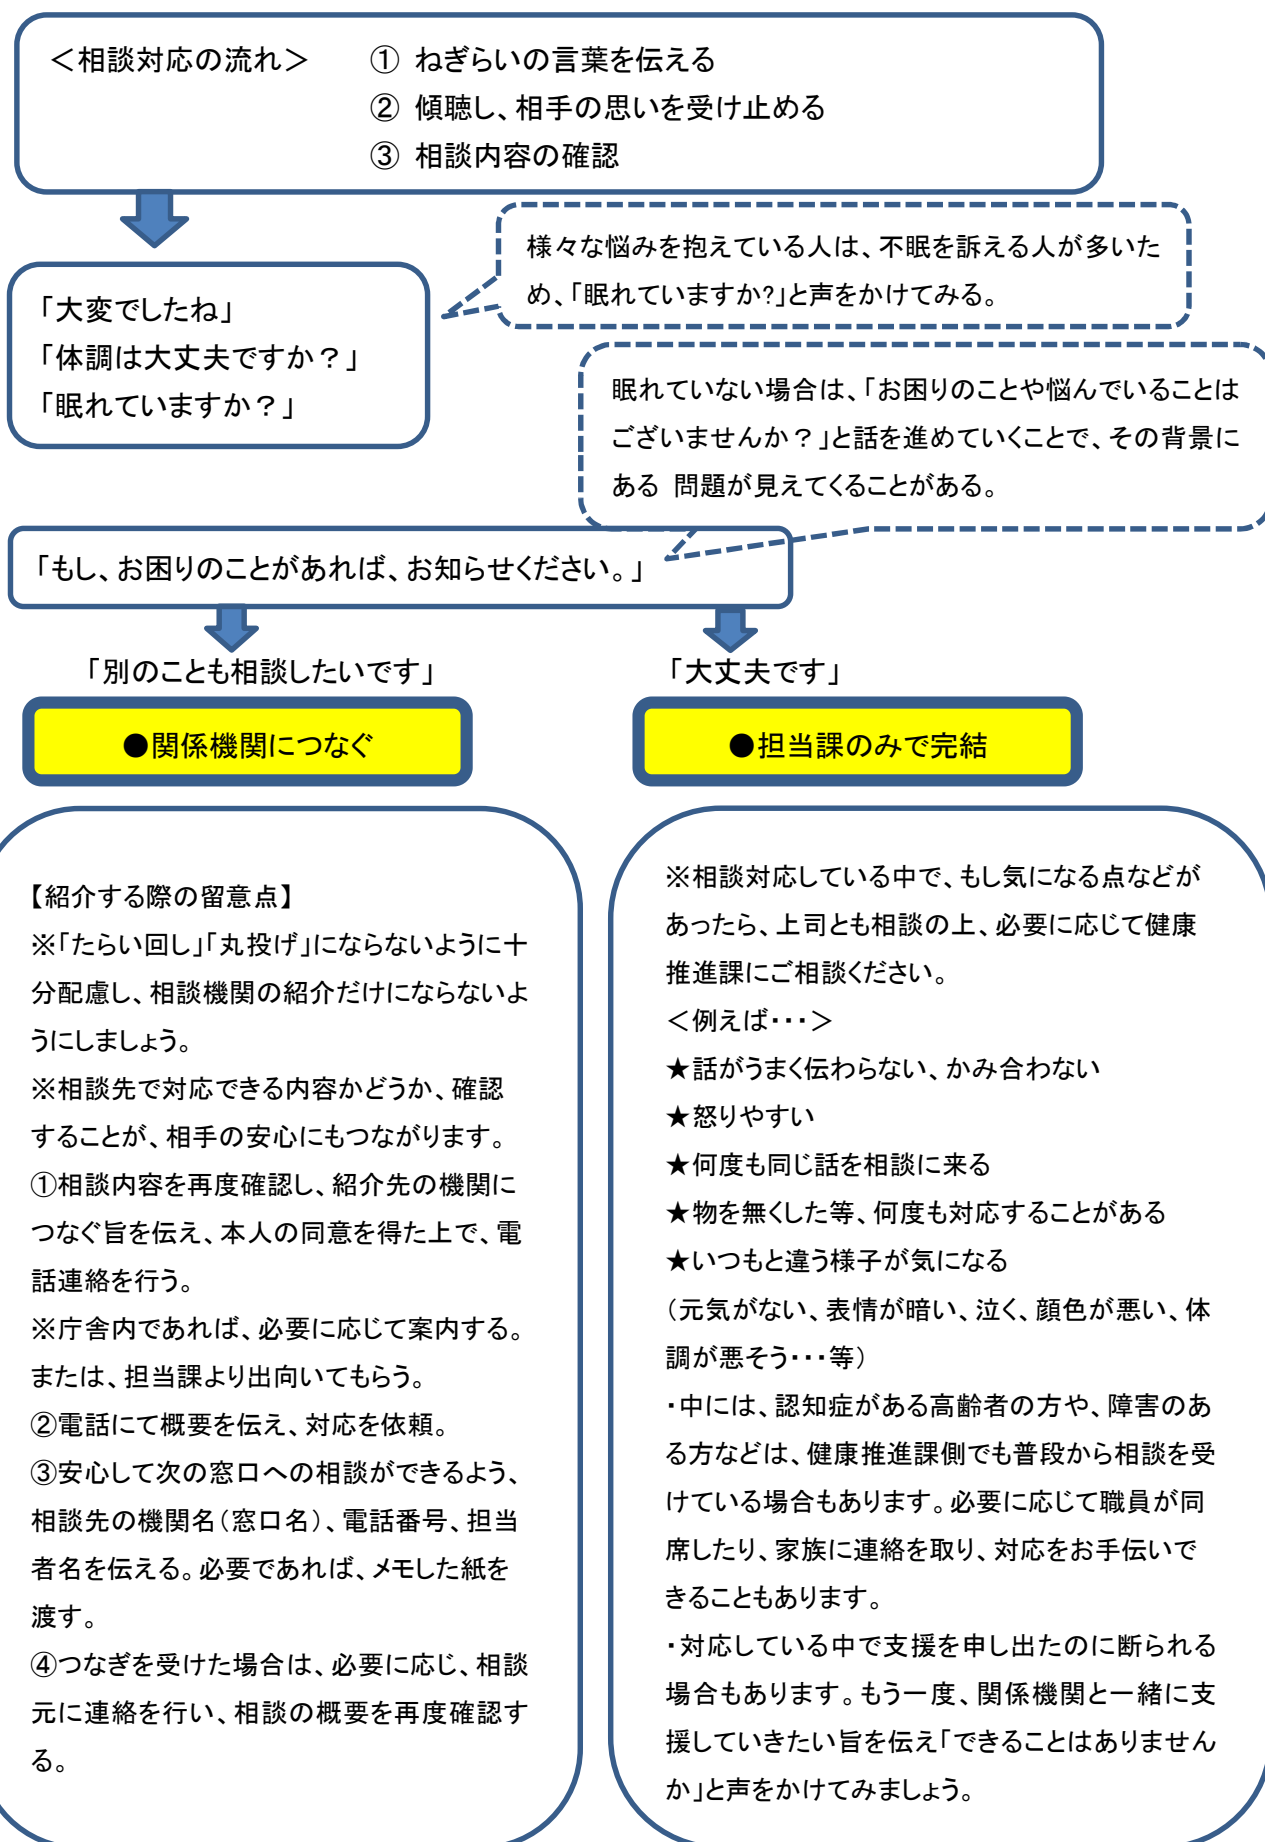 ＜相談対応の流れ＞　① ねぎらいの言葉を伝える
② 傾聴し、相手の思いを受け止める
③ 相談内容の確認
様々な悩みを抱えている人は、不眠を訴える人が多いた
め、「眠れていますか?」と声をかけてみる。
「大変でしたね」
「体調は大丈夫ですか？」
「眠れていますか？」
眠れていない場合は、「お困りのことや悩んでいることは
ございませんか？」と話を進めていくことで、その背景に
ある 問題が見えてくることがある。
「もし、お困りのことがあれば、お知らせください。」
「別のことも相談したいです」
●関係機関につなぐ
【紹介する際の留意点】
※「たらい回し」「丸投げ」にならないように十
分配慮し、相談機関の紹介だけにならないよ
うにしましょう。
※相談先で対応できる内容かどうか、確認
することが、相手の安心にもつながります。
①相談内容を再度確認し、紹介先の機関に
つなぐ旨を伝え、本人の同意を得た上で、電
話連絡を行う。
※庁舎内であれば、必要に応じて案内する。
または、担当課より出向いてもらう。
②電話にて概要を伝え、対応を依頼。
③安心して次の窓口への相談ができるよう、
相談先の機関名（窓口名）、電話番号、担当
者名を伝える。必要であれば、メモした紙を
渡す。
④つなぎを受けた場合は、必要に応じ、相談
元に連絡を行い、相談の概要を再度確認す
る。
「大丈夫です」
●担当課のみで完結
※相談対応している中で、もし気になる点などが
あったら、上司とも相談の上、必要に応じて健康
推進課にご相談ください。
＜例えば・・・＞
★話がうまく伝わらない、かみ合わない
★怒りやすい
★何度も同じ話を相談に来る
★物を無くした等、何度も対応することがある
★いつもと違う様子が気になる
（元気がない、表情が暗い、泣く、顔色が悪い、体
調が悪そう・・・等）
・中には、認知症がある高齢者の方や、障害のあ
る方などは、健康推進課側でも普段から相談を受
けている場合もあります。必要に応じて職員が同
席したり、家族に連絡を取り、対応をお手伝いで
きることもあります。
・対応している中で支援を申し出たのに断られる
場合もあります。もう一度、関係機関と一緒に支
援していきたい旨を伝え「できることはありません
か」と声をかけてみましょう。